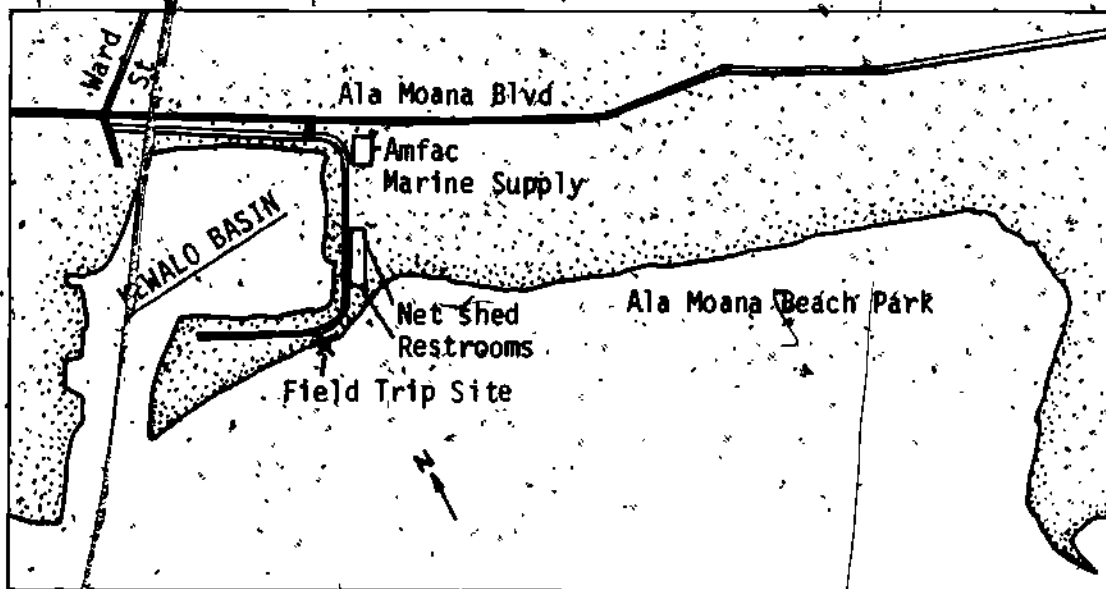 Ward
St
Ala Moana Blvd
Amfac
Marine Supply
KEWALO BASIN
Ala Moana Beach Park
Net shed
Restrooms
Field Trip Site
N